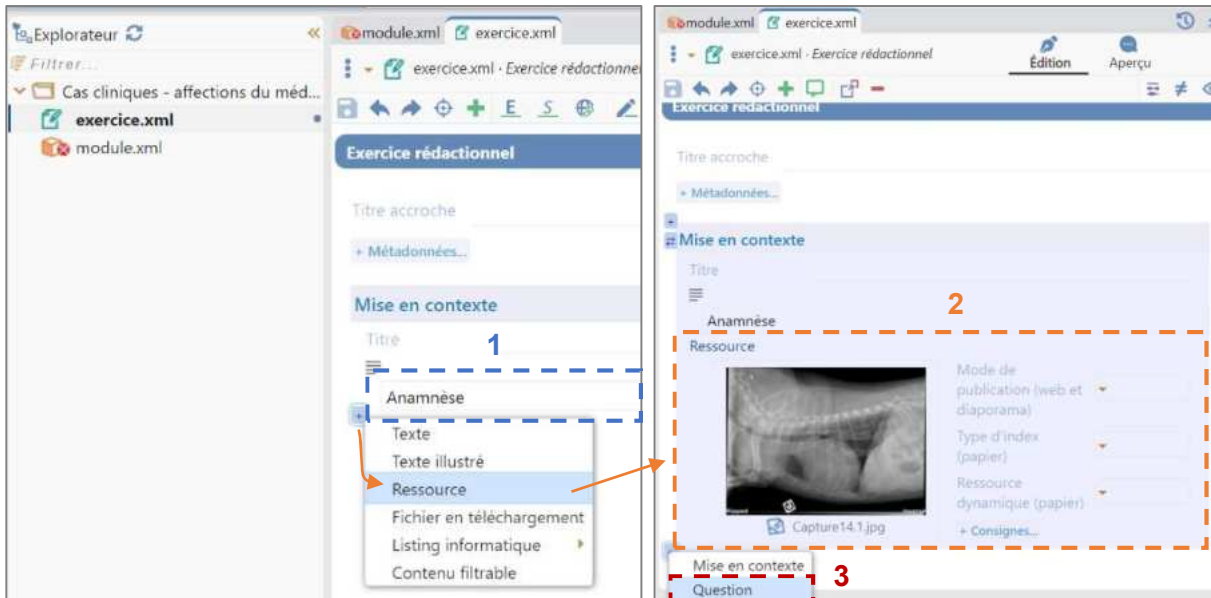 Explorateur
Filtrer...
Cas cliniques - affections du méd...
exercice.xml
module.xml
module.xml exercice.xml
exercice.xml · Exercice rédactionnel
E S
Exercice rédactionnel
Titre accroche
+ Métadonnées...
Mise en contexte
Titre
1
Anamnèse
+
Texte
Texte illustré
Ressource
Fichier en téléchargement
Listing informatique
Contenu filtrable
module.xml exercice.xml
exercice.xml · Exercice rédactionnel
Édition
Aperçu
Exercice rédactionnel
Titre accroche
+ Métadonnées...
+
Mise en contexte
Titre
2
Anamnèse
Ressource
Mode de
publication (web et
diaporama)
Type d'index
(papier)
Ressource
dynamique (papier)
Capture14.1.jpg
+ Consignes...
Mise en contexte
3
Question